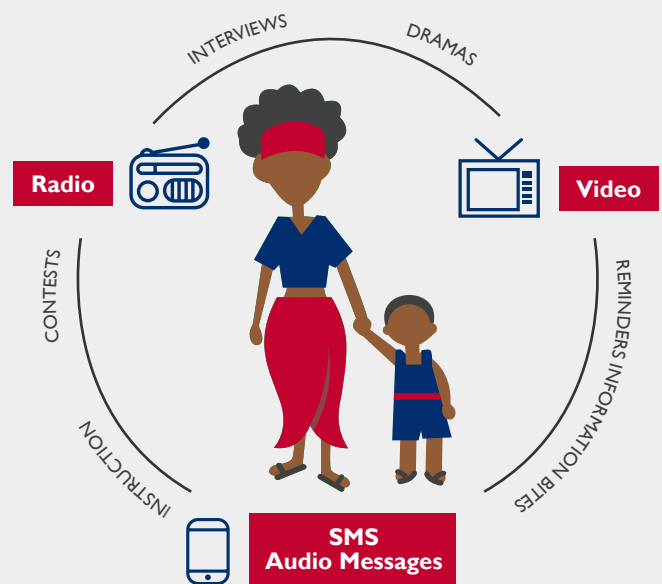 INTERVIEWS
DRAMAS
Radio
Video
CONTESTS
REMINDERS INFORMATION BITES
INSTRUCTION
SMS
Audio Messages